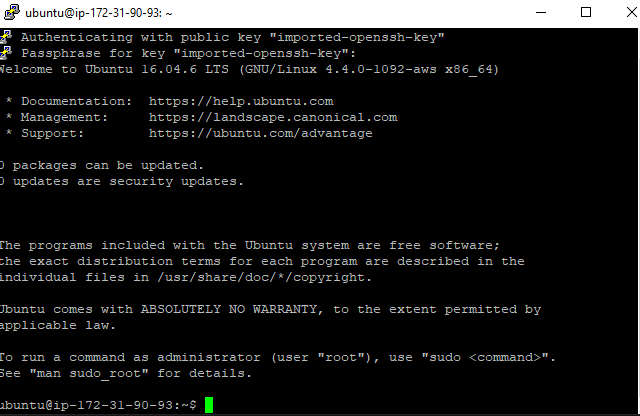 ubuntu@ip-172-31-90-93: ~
Authenticating with public key "imported-openssh-key"
Passphrase for key "imported-openssh-key":
Welcome to Ubuntu 16.04.6 LTS (GNU/Linux 4.4.0-1092-aws x86_64)
* Documentation:  https://help.ubuntu.com
* Management:     https://landscape.canonical.com
* Support:        https://ubuntu.com/advantage
0 packages can be updated.
0 updates are security updates.
The programs included with the Ubuntu system are free software;
the exact distribution terms for each program are described in the
individual files in /usr/share/doc/*/copyright.
Ubuntu comes with ABSOLUTELY NO WARRANTY, to the extent permitted by
applicable law.
To run a command as administrator (user "root"), use "sudo <command>".
See "man sudo_root" for details.
ubuntu@ip-172-31-90-93:~$